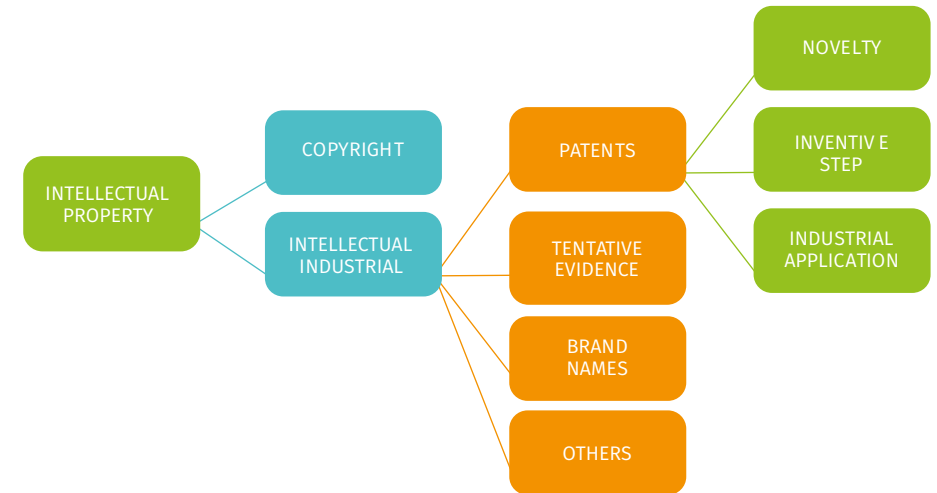 INTELLECTUAL
PROPERTY
COPYRIGHT
INTELLECTUAL
INDUSTRIAL
PATENTS
TENTATIVE
EVIDENCE
BRAND
NAMES
OTHERS
NOVELTY
INVENTIV E
STEP
INDUSTRIAL
APPLICATION